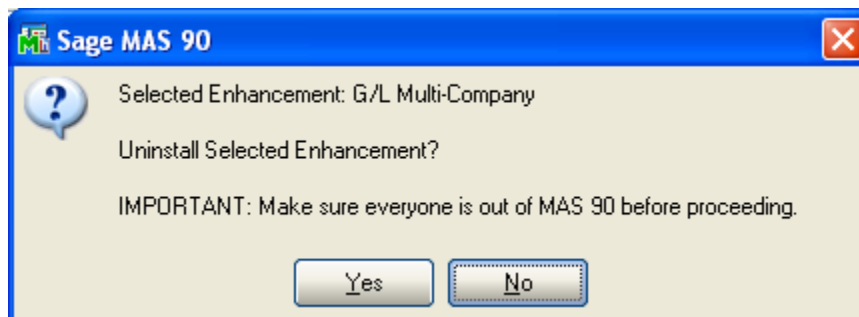 Sage MAS 90
Selected Enhancement: G/L Multi-Company
Uninstall Selected Enhancement?
IMPORTANT: Make sure everyone is out of MAS 90 before proceeding.
Yes No